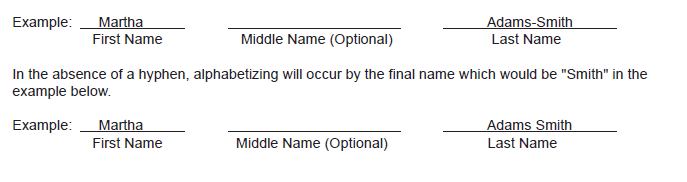 Example: Martha Adams-Smith
First Name Middle Name (Optional) Last Name
In the absence of a hyphen, alphabetizing will occur by the final name which would be "Smith" in the
example below.
Example: Martha Adams Smith
First Name Middle Name (Optional) Last Name